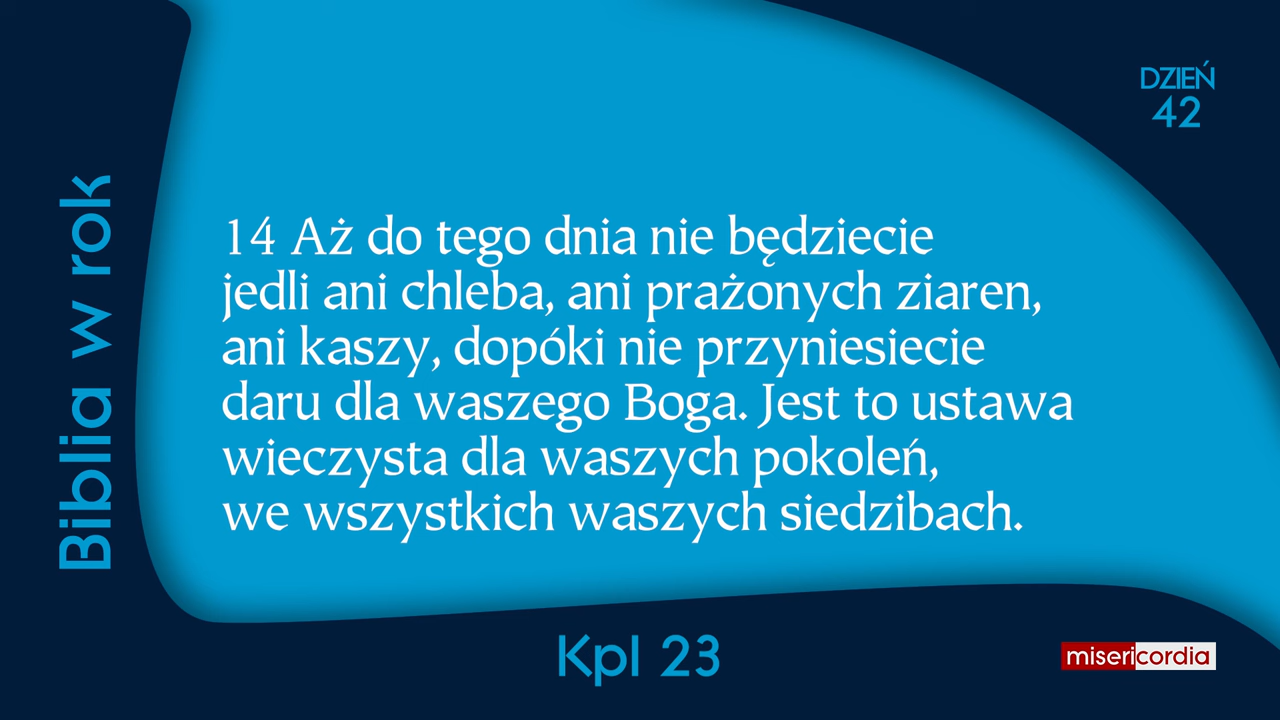 DZIEŃ
42
Biblia w rok
14 Aż do tego dnia nie będziecie
jedli ani chleba, ani prażonych ziaren,
ani kaszy, dopóki nie przyniesiecie
daru dla waszego Boga. Jest to ustawa
wieczysta dla waszych pokoleń,
we wszystkich waszych siedzibach.
Kpl 23
misericordia